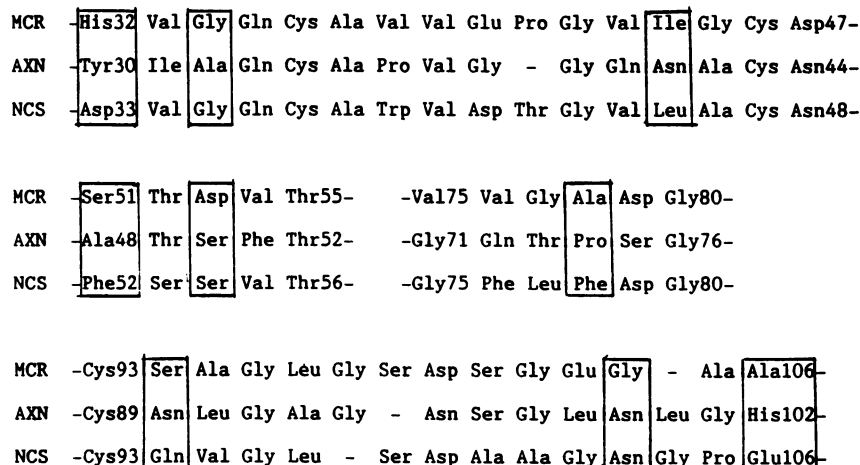 MCR -His32 Val Gly Gln Cys Ala Val Val Glu Pro Gly Val Ile Gly Cys Asp47-
AXN -Tyr30 Ile Ala Gln Cys Ala Pro Val Gly - Gly Gln Asn Ala Cys Asn44-
NCS -Asp33 Val Gly Gln Cys Ala Trp Val Asp Thr Gly Val Leu Ala Cys Asn48-
MCR -Ser51 Thr Asp Val Thr55- -Val75 Val Gly Ala Asp Gly80-
AXN -Ala48 Thr Ser Phe Thr52- -Gly71 Gln Thr Pro Ser Gly76-
NCS -Phe52 Ser Ser Val Thr56- -Gly75 Phe Leu Phe Asp Gly80-
MCR -Cys93 Ser Ala Gly Leu Gly Ser Asp Ser Gly Glu Gly - Ala Ala106-
AXN -Cys89 Asn Leu Gly Ala Gly - Asn Ser Gly Leu Asn Leu Gly His102-
NCS -Cys93 Gln Val Gly Leu - Ser Asp Ala Ala Gly Asn Gly Pro Glu106-